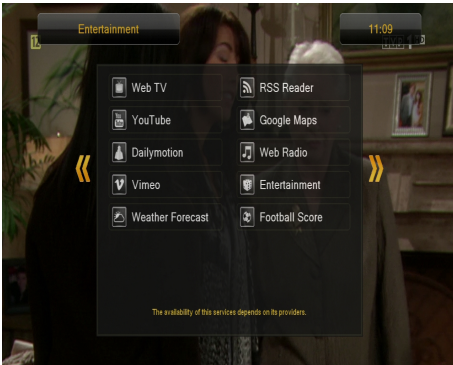 Entertainment
11:09
Web TV
RSS Reader
YouTube
Google Maps
Dailymotion
Web Radio
Vimeo
Entertainment
Weather Forecast
Football Score
The availability of this services depends on its providers.